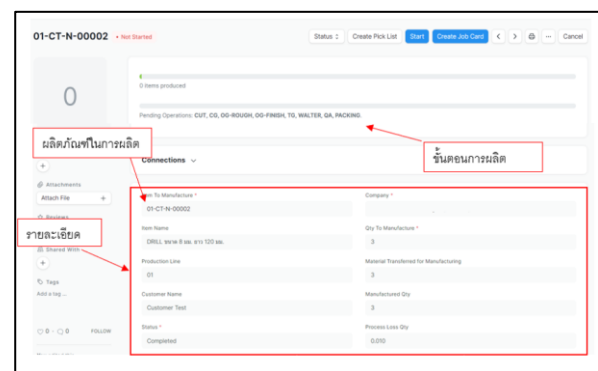 01-CT-N-00002 • Not Started Status Create Pick List Start Create Job Card Cancel
0
0 items produced
Pending Operations: CUT, CG, OG-ROUGH, OG-FINISH, TG, WALTER, QA, PACKING.
ผลิตภัณฑ์ในการผลิต
ขั้นตอนการผลิต
Connections
Attachments
Attach File +
Item To Manufacture * Company *
01-CT-N-00002
Reviews
รายละเอียด
Item Name Qty To Manufacture *
DRILL ขนาด 8 มม. ยาว 120 มม. 3
Shared With
Production Line Material Transferred for Manufacturing
01 3
Tags
Add a tag ...
Customer Name Manufactured Qty
Customer Test 3
0 · 0 FOLLOW
Status * Process Loss Qty
Completed 0.010